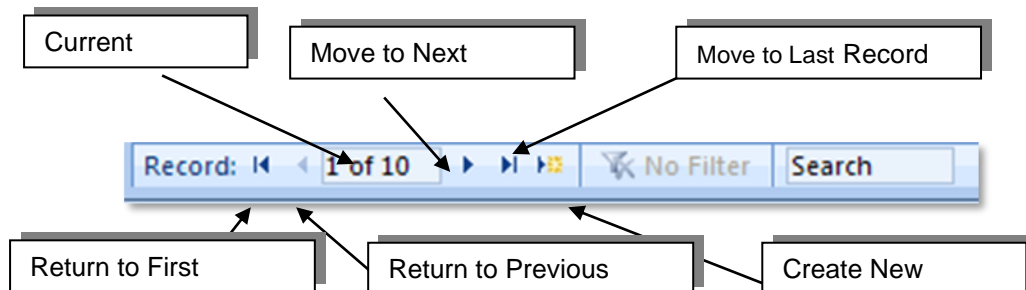 Current
Move to Next
Move to Last Record
Record: 1 of 10 No Filter Search
Return to First
Return to Previous
Create New